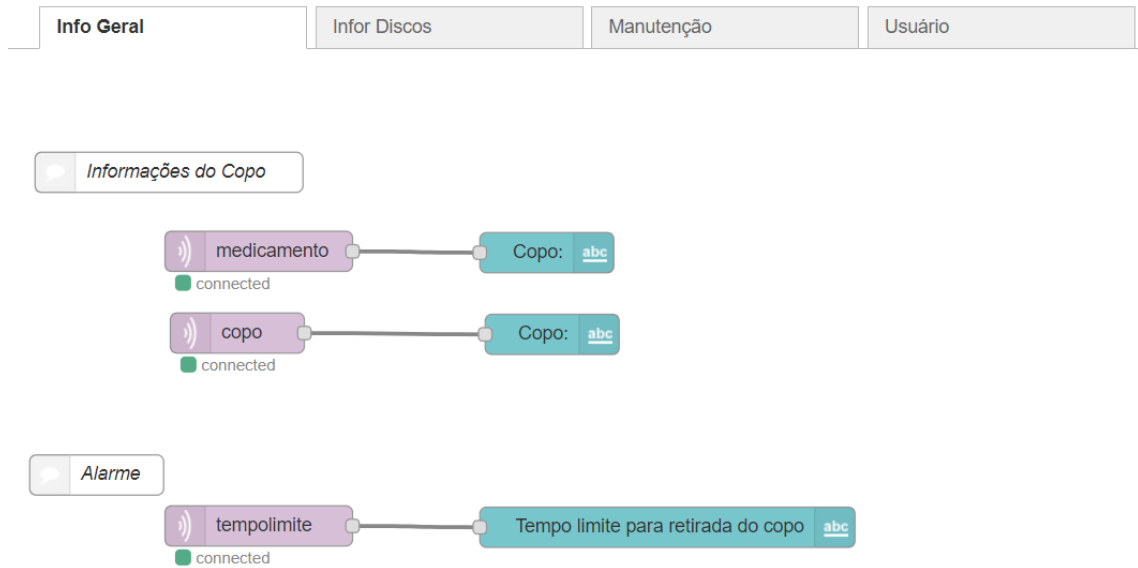 Info Geral
Infor Discos
Manutenção
Usuário
Informações do Copo
medicamento
Copo:
abc
connected
copo
Copo:
abc
connected
Alarme
tempolimite
Tempo limite para retirada do copo
abc
connected